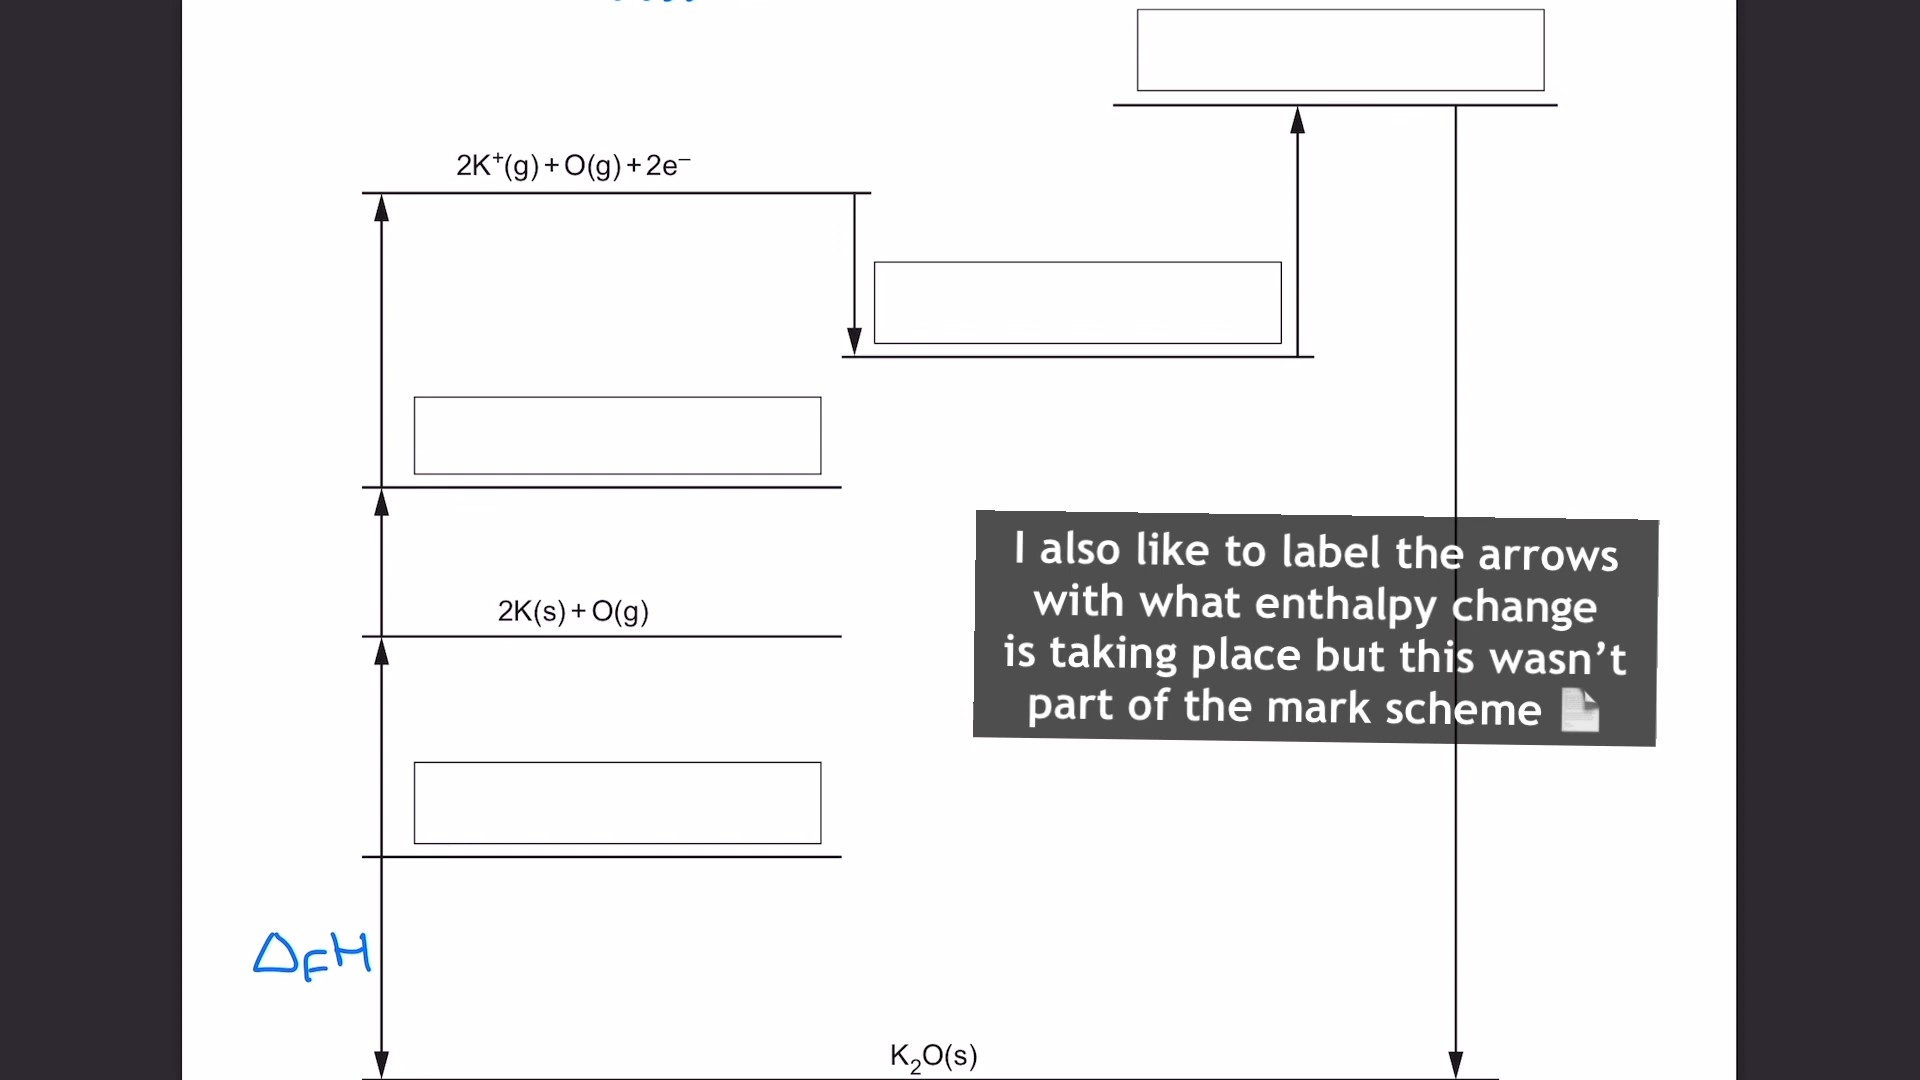 2K⁺(g) + O(g) + 2e⁻
2K(s) + O(g)
I also like to label the arrows
with what enthalpy change
is taking place but this wasn’t
part of the mark scheme
ΔFH
K₂O(s)